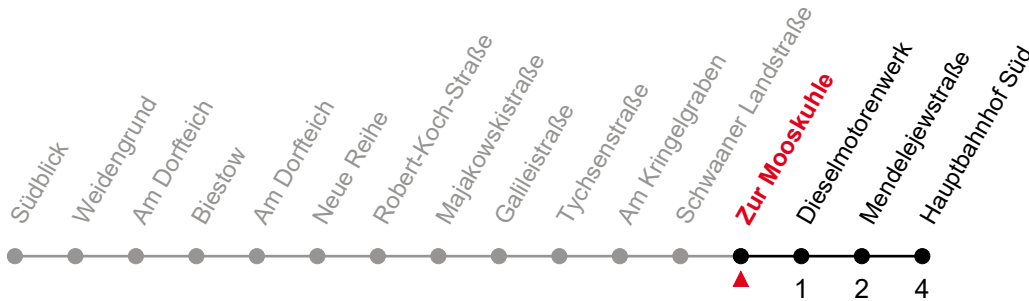 Südblick
Weidengrund
Am Dorfteich
Biestow
Am Dorfteich
Neue Reihe
Robert-Koch-Straße
Majakowskistraße
Galileistraße
Tychsenstraße
Am Kringelgraben
Schwaaner Landstraße
Zur Mooskuhle
Dieselmotorenwerk
Mendelejewstraße
Hauptbahnhof Süd
1
2
4